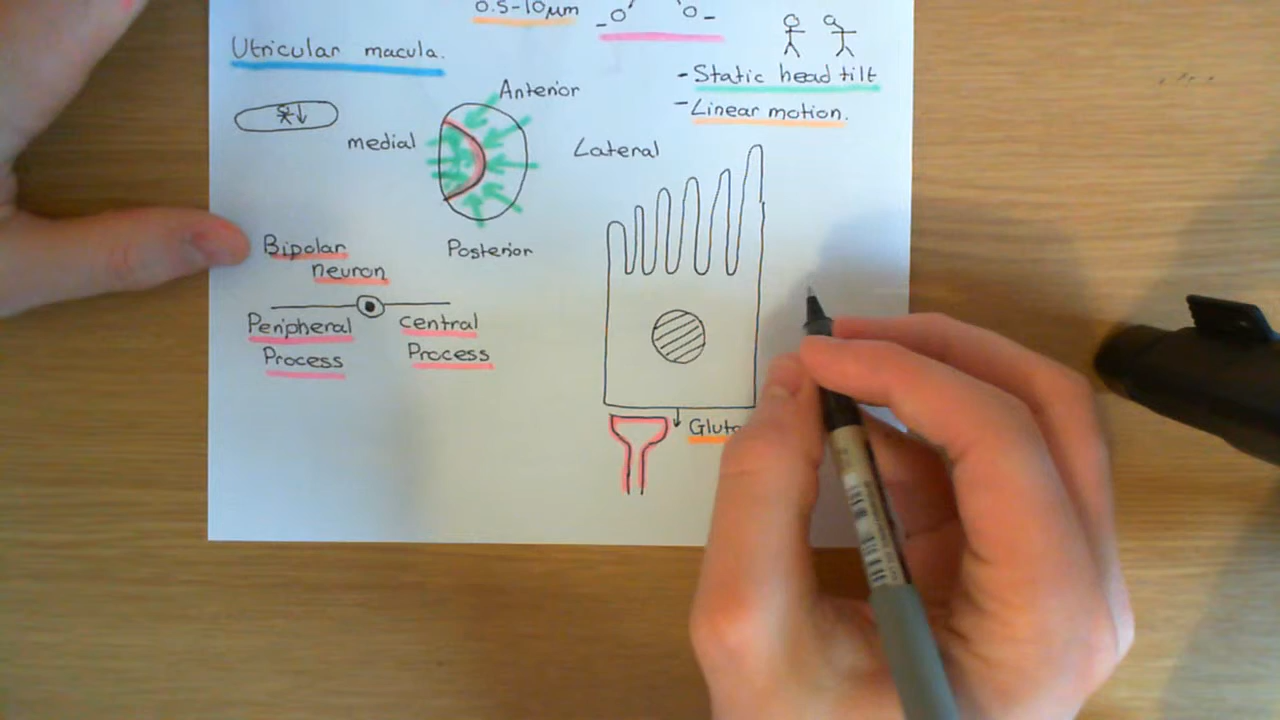 0.5-10μm
Utricular macula.
- Static head tilt
- Linear motion.
Anterior
medial
Lateral
Posterior
Bipolar
neuron
Peripheral
Process
central
Process